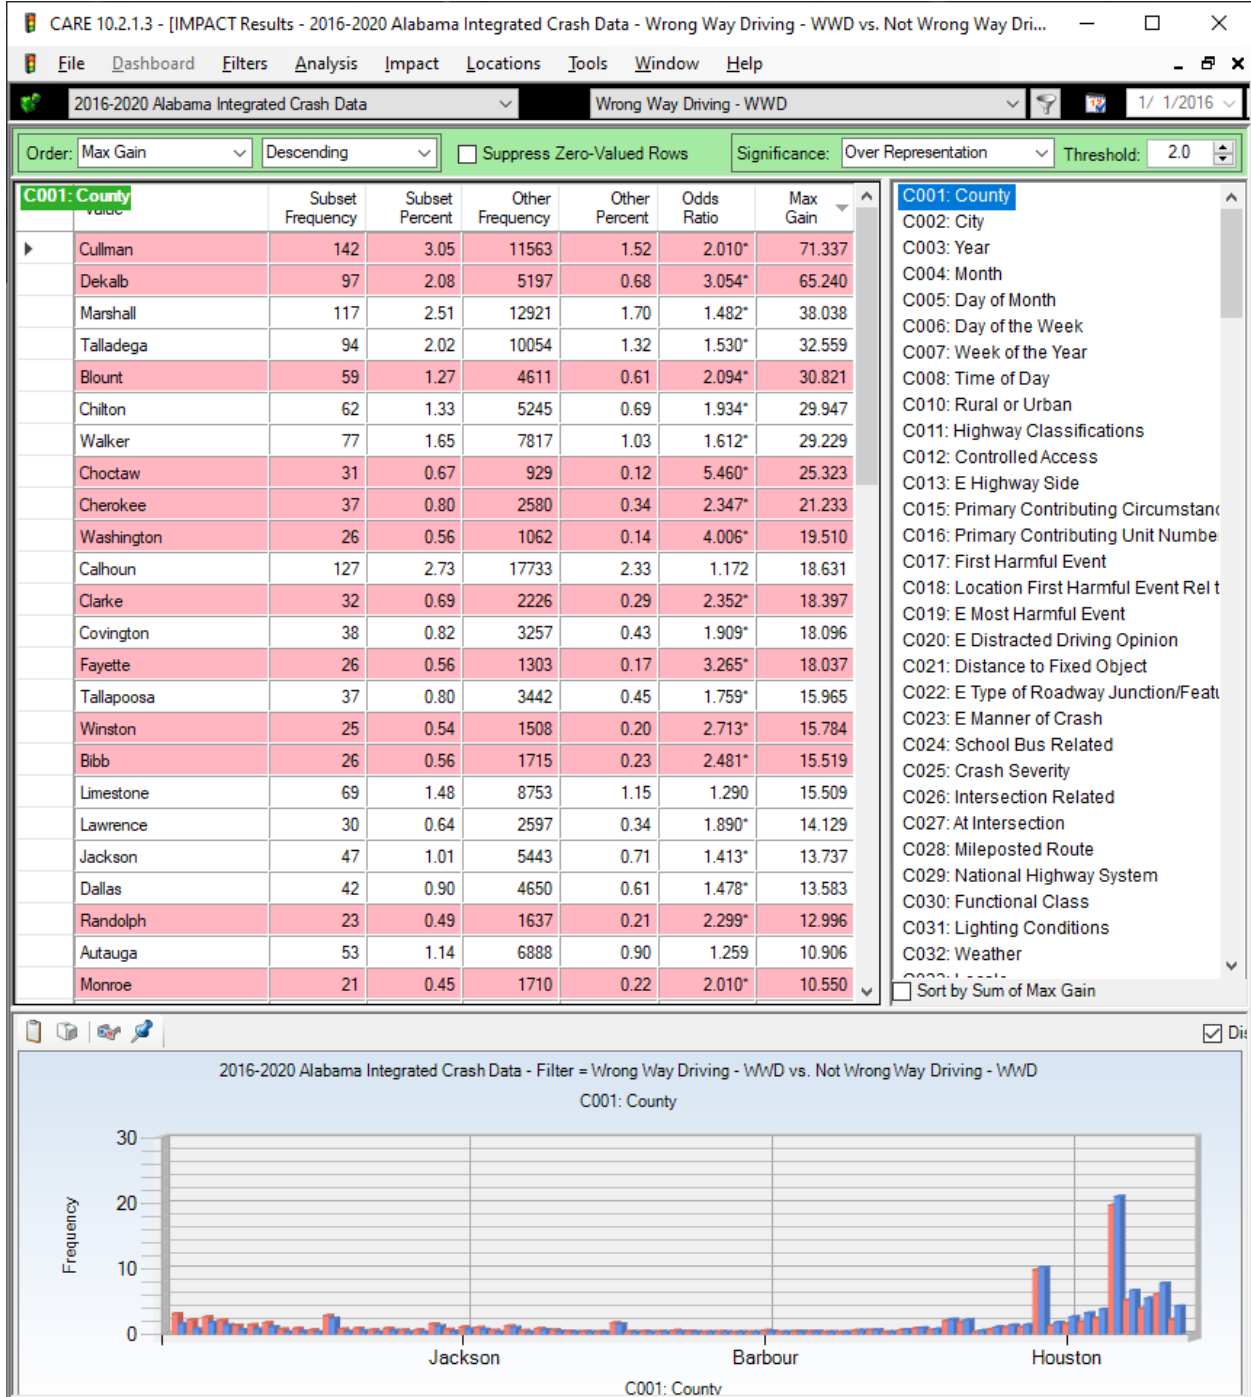 CARE 10.2.1.3 - [IMPACT Results - 2016-2020 Alabama Integrated Crash Data - Wrong Way Driving - WWD vs. Not Wrong Way Dri...
File Dashboard Filters Analysis Impact Locations Tools Window Help
2016-2020 Alabama Integrated Crash Data Wrong Way Driving - WWD 1/ 1/2016
Order: Max Gain Descending Suppress Zero-Valued Rows Significance: Over Representation Threshold: 2.0
C001: County Subset Frequency Subset Percent Other Frequency Other Percent Odds Ratio Max Gain
Cullman 142 3.05 11563 1.52 2.010* 71.337
Dekalb 97 2.08 5197 0.68 3.054* 65.240
Marshall 117 2.51 12921 1.70 1.482* 38.038
Talladega 94 2.02 10054 1.32 1.530* 32.559
Blount 59 1.27 4611 0.61 2.094* 30.821
Chilton 62 1.33 5245 0.69 1.934* 29.947
Walker 77 1.65 7817 1.03 1.612* 29.229
Choctaw 31 0.67 929 0.12 5.460* 25.323
Cherokee 37 0.80 2580 0.34 2.347* 21.233
Washington 26 0.56 1062 0.14 4.006* 19.510
Calhoun 127 2.73 17733 2.33 1.172 18.631
Clarke 32 0.69 2226 0.29 2.352* 18.397
Covington 38 0.82 3257 0.43 1.909* 18.096
Fayette 26 0.56 1303 0.17 3.265* 18.037
Tallapoosa 37 0.80 3442 0.45 1.759* 15.965
Winston 25 0.54 1508 0.20 2.713* 15.784
Bibb 26 0.56 1715 0.23 2.481* 15.519
Limestone 69 1.48 8753 1.15 1.290 15.509
Lawrence 30 0.64 2597 0.34 1.890* 14.129
Jackson 47 1.01 5443 0.71 1.413* 13.737
Dallas 42 0.90 4650 0.61 1.478* 13.583
Randolph 23 0.49 1637 0.21 2.299* 12.996
Autauga 53 1.14 6888 0.90 1.259 10.906
Monroe 21 0.45 1710 0.22 2.010* 10.550
C001: County
C002: City
C003: Year
C004: Month
C005: Day of Month
C006: Day of the Week
C007: Week of the Year
C008: Time of Day
C010: Rural or Urban
C011: Highway Classifications
C012: Controlled Access
C013: E Highway Side
C015: Primary Contributing Circumstanc
C016: Primary Contributing Unit Numbe
C017: First Harmful Event
C018: Location First Harmful Event Rel t
C019: E Most Harmful Event
C020: E Distracted Driving Opinion
C021: Distance to Fixed Object
C022: E Type of Roadway Junction/Featu
C023: E Manner of Crash
C024: School Bus Related
C025: Crash Severity
C026: Intersection Related
C027: At Intersection
C028: Mileposted Route
C029: National Highway System
C030: Functional Class
C031: Lighting Conditions
C032: Weather
Sort by Sum of Max Gain
Dis
2016-2020 Alabama Integrated Crash Data - Filter = Wrong Way Driving - WWD vs. Not Wrong Way Driving - WWD
C001: County
Frequency
30
20
10
0
Jackson Barbour Houston
C001: County